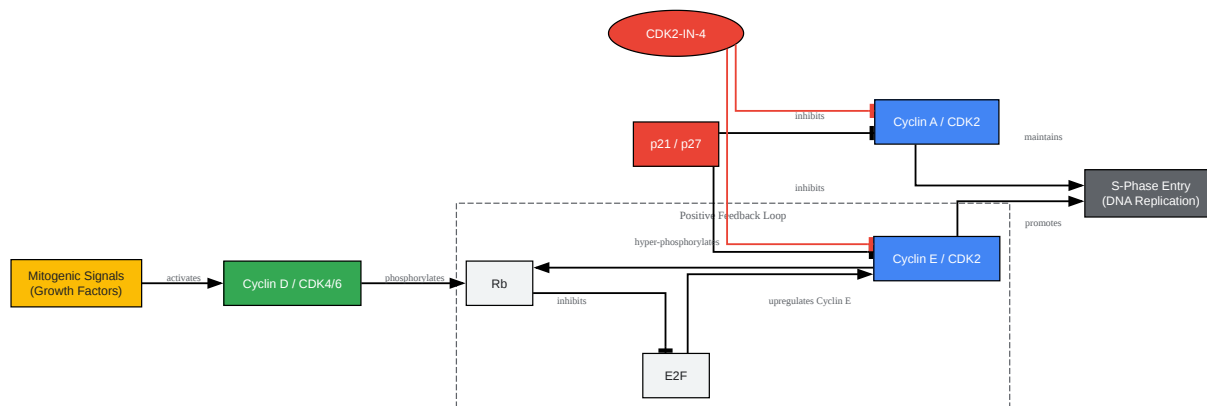 CDK2-IN-4
inhibits
Cyclin A / CDK2
p21 / p27
maintains
inhibits
S-Phase Entry
(DNA Replication)
Positive Feedback Loop
promotes
hyper-phosphorylates
Cyclin E / CDK2
Mitogenic Signals
(Growth Factors)
activates
Cyclin D / CDK4/6
phosphorylates
Rb
inhibits
upregulates Cyclin E
E2F